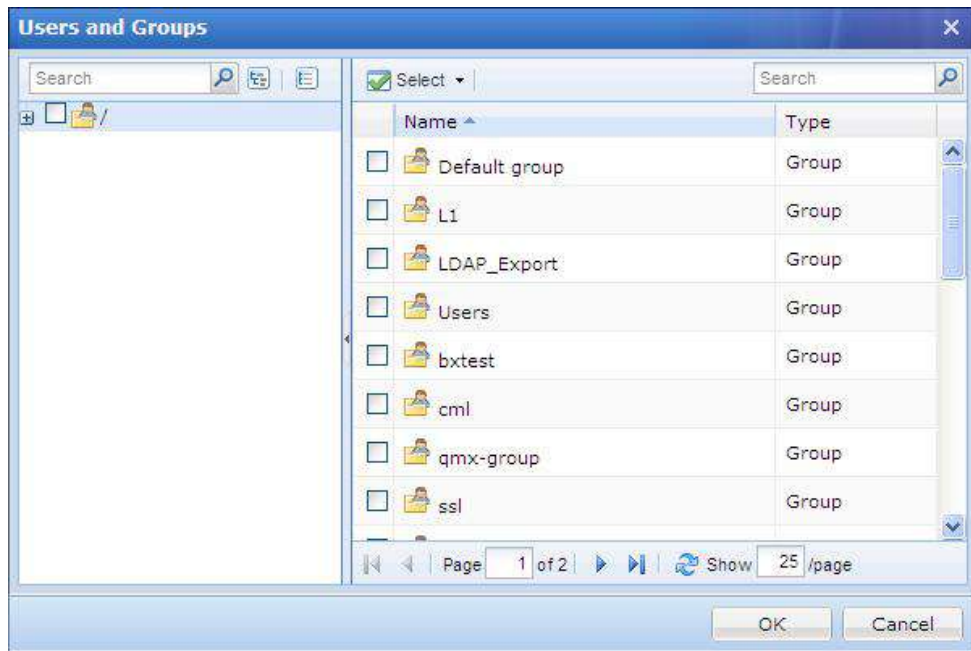 Users and Groups
Search
/
Select
Search
Name
Type
Default group
Group
L1
Group
LDAP_Export
Group
Users
Group
bxtest
Group
cml
Group
qmx-group
Group
ssl
Group
Page 1 of 2 Show 25 /page
OK
Cancel